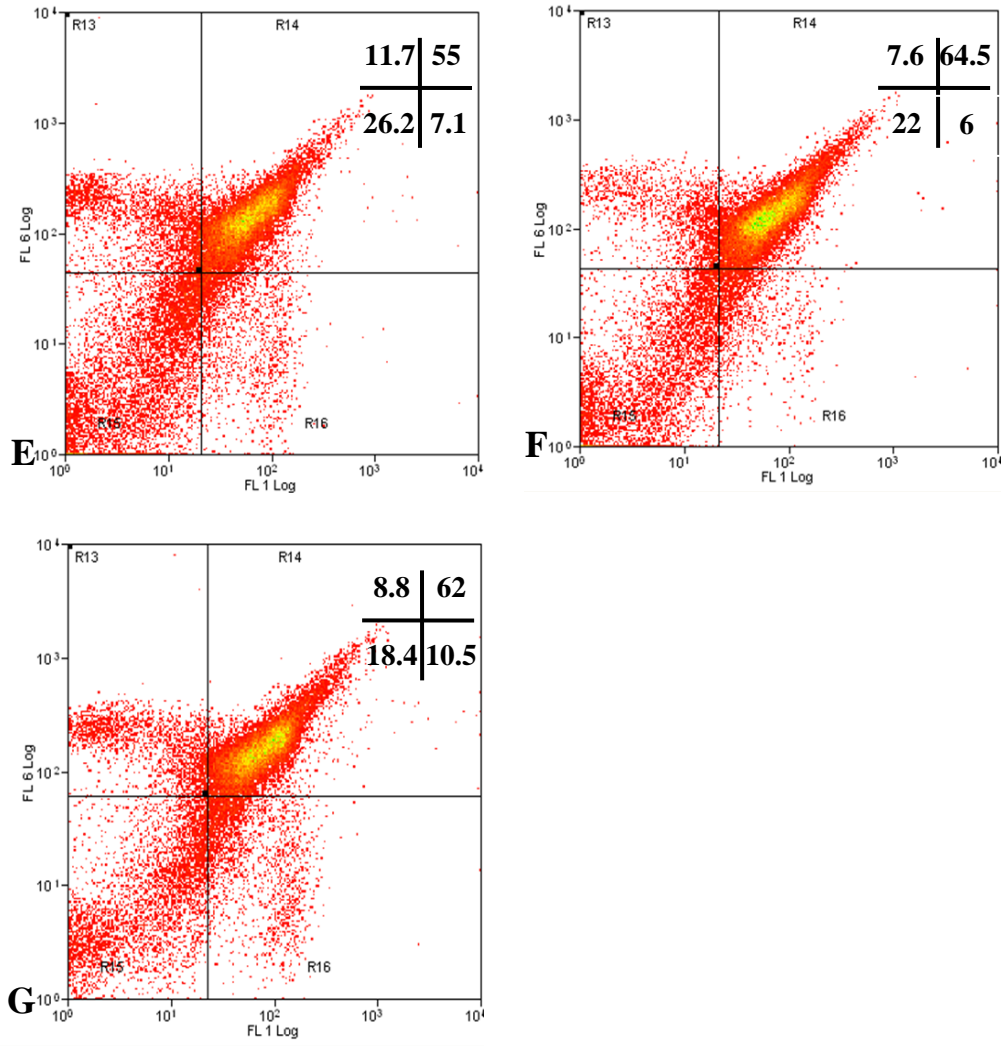 10⁴ R13 R14
11.7 55
26.2 7.1
10³
FL 6 Log
10²
10¹
R15 R16
E 10⁰
10⁰ 10¹ 10² 10³ 10⁴
FL 1 Log
10⁴ R13 R14
7.6 64.5
22 6
10³
FL 6 Log
10²
10¹
R15 R16
F 10⁰
10⁰ 10¹ 10² 10³ 10⁴
FL 1 Log
10⁴ R13 R14
8.8 62
18.4 10.5
10³
FL 6 Log
10²
10¹
R15 R16
G 10⁰
10⁰ 10¹ 10² 10³ 10⁴
FL 1 Log